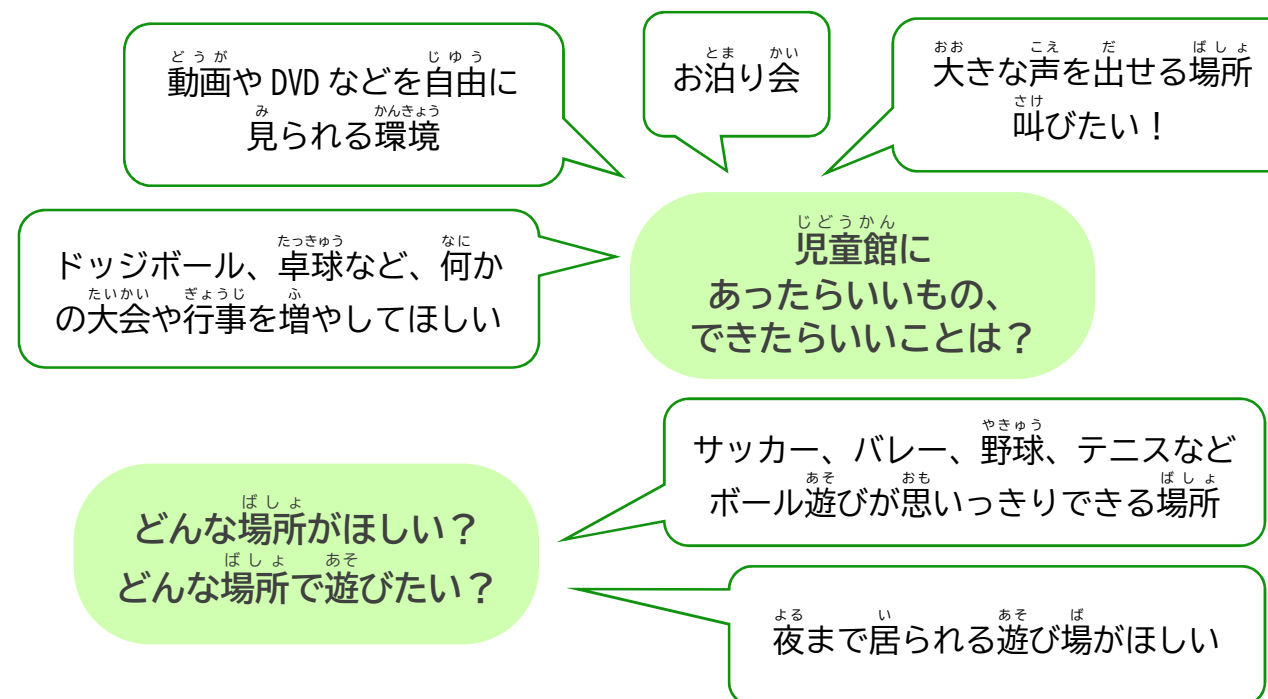 動画や DVD などを自由に
見られる環境
お泊り会
大きな声を出せる場所
叫びたい！
ドッジボール、卓球など、何か
の大会や行事を増やしてほしい
児童館に
あったらいいもの、
できたらいいことは？
サッカー、バレー、野球、テニスなど
ボール遊びが思いっきりできる場所
どんな場所がほしい？
どんな場所で遊びたい？
夜まで居られる遊び場がほしい